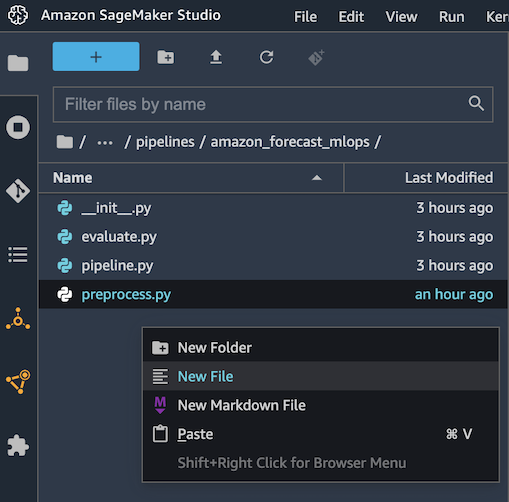 Amazon SageMaker Studio File Edit View Run Ker
+
Filter files by name
/ ··· / pipelines / amazon_forecast_mlops /
Name Last Modified
__init__.py 3 hours ago
evaluate.py 3 hours ago
pipeline.py 3 hours ago
preprocess.py an hour ago
New Folder
New File
New Markdown File
Paste ⌘ V
Shift+Right Click for Browser Menu